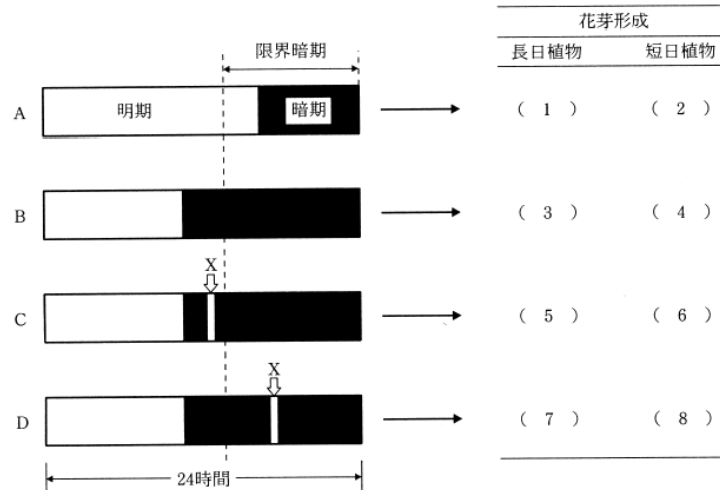 花芽形成
限界暗期
長日植物 短日植物
A 明期 暗期 ( 1 ) ( 2 )
B ( 3 ) ( 4 )
X
C ( 5 ) ( 6 )
X
D ( 7 ) ( 8 )
24時間